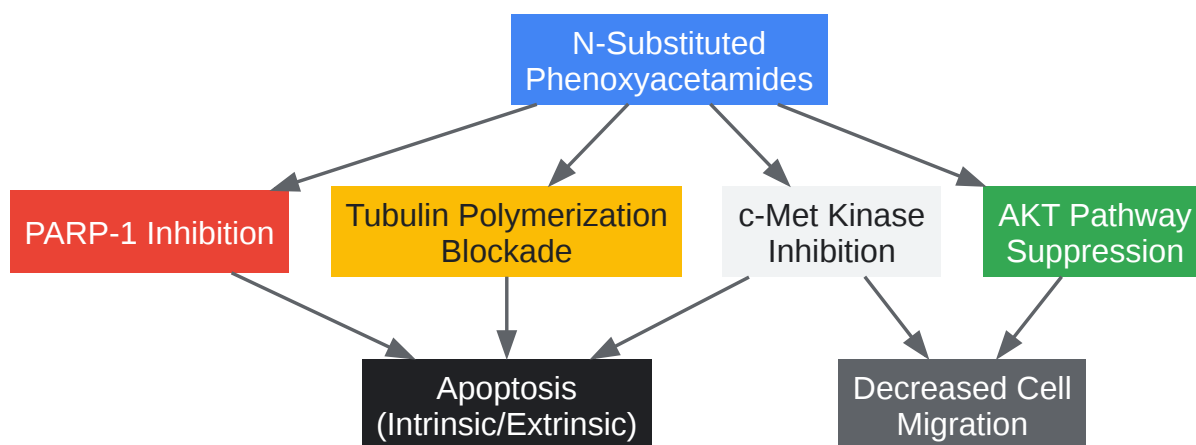 N-Substituted
Phenoxyacetamides
PARP-1 Inhibition
Tubulin Polymerization
Blockade
c-Met Kinase
Inhibition
AKT Pathway
Suppression
Apoptosis
(Intrinsic/Extrinsic)
Decreased Cell
Migration